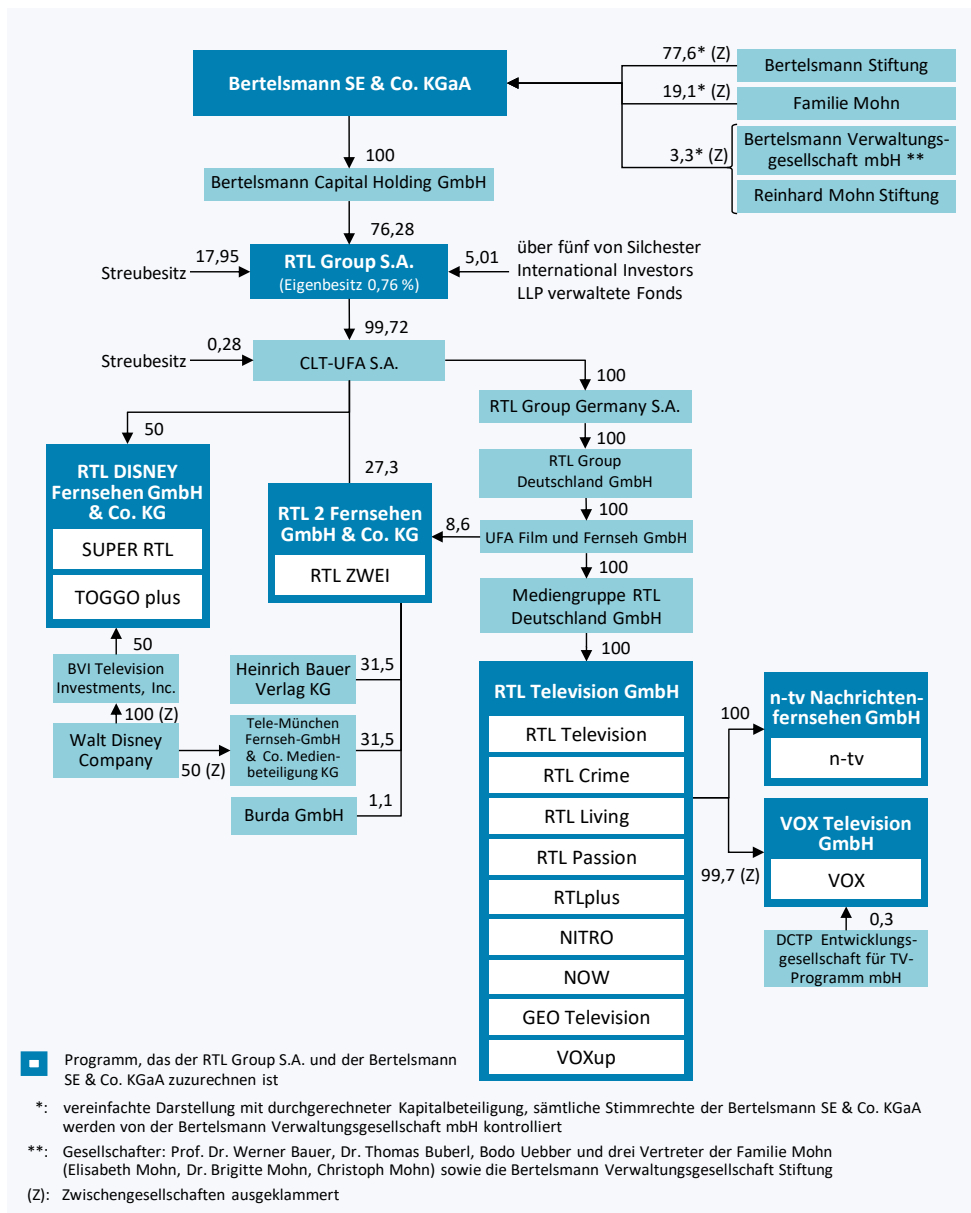 77,6* (Z)
Bertelsmann Stiftung
Bertelsmann SE & Co. KGaA
19,1* (Z)
Familie Mohn
3,3* (Z)
Bertelsmann Verwaltungs-
gesellschaft mbH **
Reinhard Mohn Stiftung
100
Bertelsmann Capital Holding GmbH
76,28
Streubesitz
17,95
RTL Group S.A.
(Eigenbesitz 0,76 %)
5,01
über fünf von Silchester
International Investors
LLP verwaltete Fonds
99,72
Streubesitz
0,28
CLT-UFA S.A.
100
RTL Group Germany S.A.
100
RTL Group
Deutschland GmbH
100
UFA Film und Fernseh GmbH
100
Mediengruppe RTL
Deutschland GmbH
100
50
RTL DISNEY
Fernsehen GmbH
& Co. KG
SUPER RTL
TOGGO plus
50
BVI Television
Investments, Inc.
100 (Z)
Walt Disney
Company
50 (Z)
27,3
RTL 2 Fernsehen
GmbH & Co. KG
8,6
RTL ZWEI
Heinrich Bauer
Verlag KG
31,5
Tele-München
Fernseh-GmbH
& Co. Medien-
beteiligung KG
31,5
Burda GmbH
1,1
RTL Television GmbH
RTL Television
RTL Crime
RTL Living
RTL Passion
RTLplus
NITRO
NOW
GEO Television
VOXup
100
n-tv Nachrichten-
fernsehen GmbH
n-tv
99,7 (Z)
VOX Television
GmbH
VOX
0,3
DCTP Entwicklungs-
gesellschaft für TV-
Programm mbH
Programm, das der RTL Group S.A. und der Bertelsmann
SE & Co. KGaA zuzurechnen ist
*: vereinfachte Darstellung mit durchgerechneter Kapitalbeteiligung, sämtliche Stimmrechte der Bertelsmann SE & Co. KGaA
werden von der Bertelsmann Verwaltungsgesellschaft mbH kontrolliert
**: Gesellschafter: Prof. Dr. Werner Bauer, Dr. Thomas Buberl, Bodo Uebber und drei Vertreter der Familie Mohn
(Elisabeth Mohn, Dr. Brigitte Mohn, Christoph Mohn) sowie die Bertelsmann Verwaltungsgesellschaft Stiftung
(Z): Zwischengesellschaften ausgeklammert